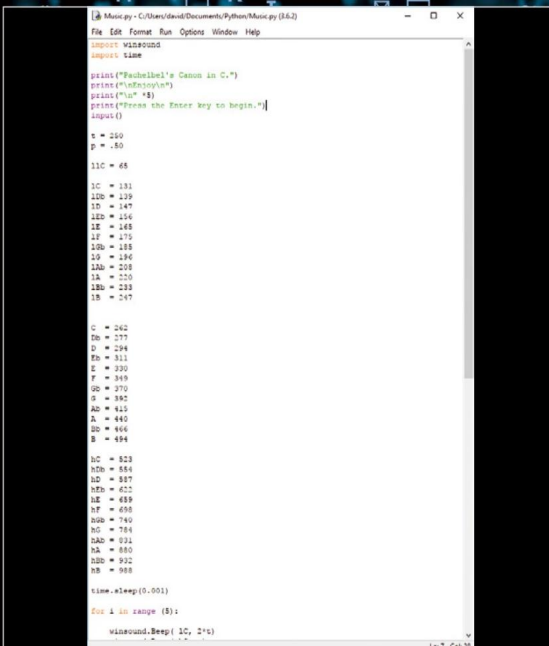 Music.py - C:/Users/david/Documents/Python/Music.py (3.6.2)
File Edit Format Run Options Window Help
import winsound
import time
print("Pachelbel's Canon in C.")
print("\nEnjoy\n")
print("\n" *5)
print("Press the Enter key to begin.")
input()
t = 250
p = .50
llC = 65
lC = 131
lDb = 139
lD = 147
lEb = 156
lE = 165
lF = 175
lGb = 185
lG = 196
lAb = 208
lA = 220
lBb = 233
lB = 247
C = 262
Db = 277
D = 294
Eb = 311
E = 330
F = 349
Gb = 370
G = 392
Ab = 415
A = 440
Bb = 466
B = 494
hC = 523
hDb = 554
hD = 587
hEb = 622
hE = 659
hF = 698
hGb = 740
hG = 784
hAb = 831
hA = 880
hBb = 932
hB = 988
time.sleep(0.001)
for i in range (5):
winsound.Beep( lC, 2*t)